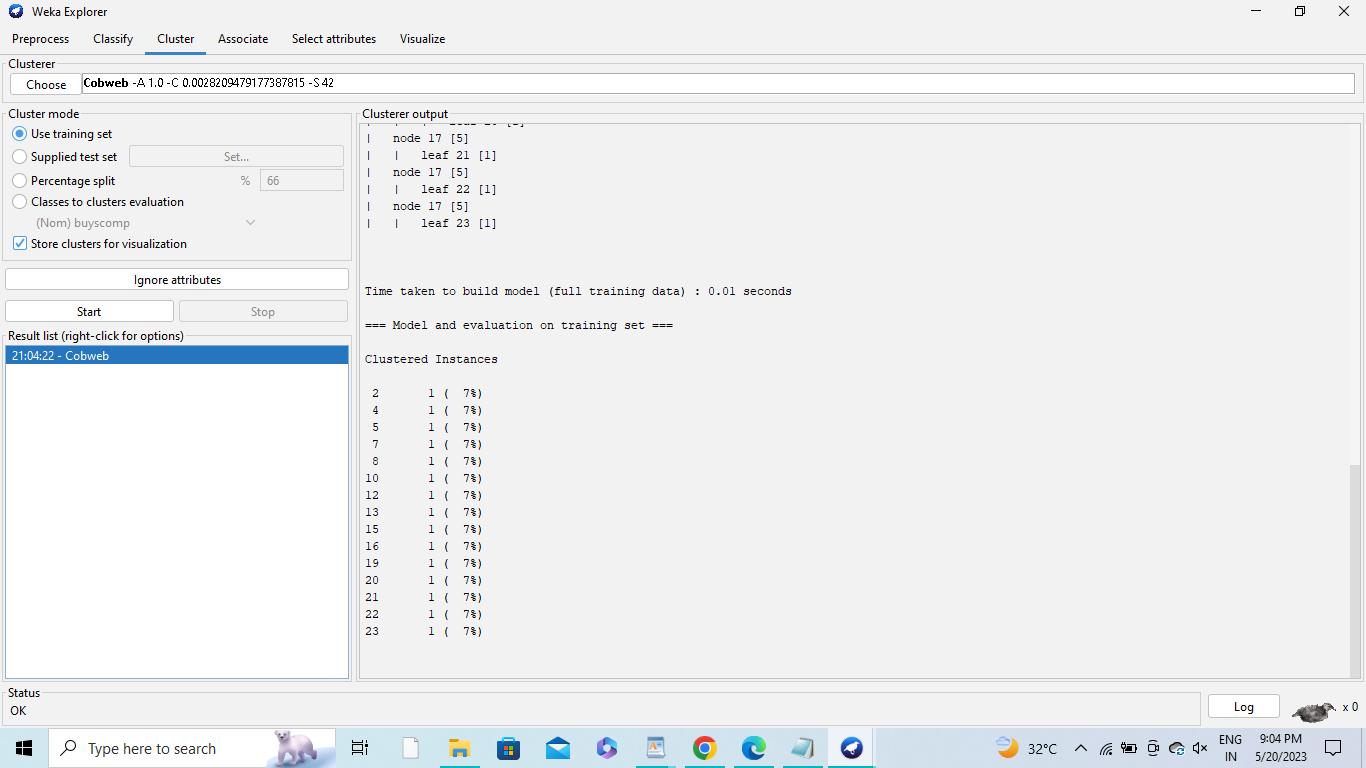 Weka Explorer
Preprocess Classify Cluster Associate Select attributes Visualize
Clusterer
Choose Cobweb -A 1.0 -C 0.0028209479177387815 -S 42
Cluster mode
Use training set
Supplied test set Set...
Percentage split % 66
Classes to clusters evaluation
(Nom) buyscomp
Store clusters for visualization
Ignore attributes
Start Stop
Result list (right-click for options)
21:04:22 - Cobweb
Clusterer output
| node 17 [5]
| | leaf 21 [1]
| node 17 [5]
| | leaf 22 [1]
| node 17 [5]
| | leaf 23 [1]
Time taken to build model (full training data) : 0.01 seconds
=== Model and evaluation on training set ===
Clustered Instances
2 1 ( 7%)
4 1 ( 7%)
5 1 ( 7%)
7 1 ( 7%)
8 1 ( 7%)
10 1 ( 7%)
12 1 ( 7%)
13 1 ( 7%)
15 1 ( 7%)
16 1 ( 7%)
19 1 ( 7%)
20 1 ( 7%)
21 1 ( 7%)
22 1 ( 7%)
23 1 ( 7%)
Status
OK
Log x 0
Type here to search
32°C
ENG
IN
9:04 PM
5/20/2023